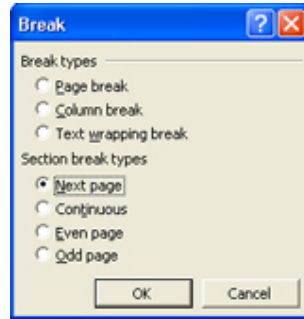 Break
Break types
Page break
Column break
Text wrapping break
Section break types
Next page
Continuous
Even page
Odd page
OK Cancel